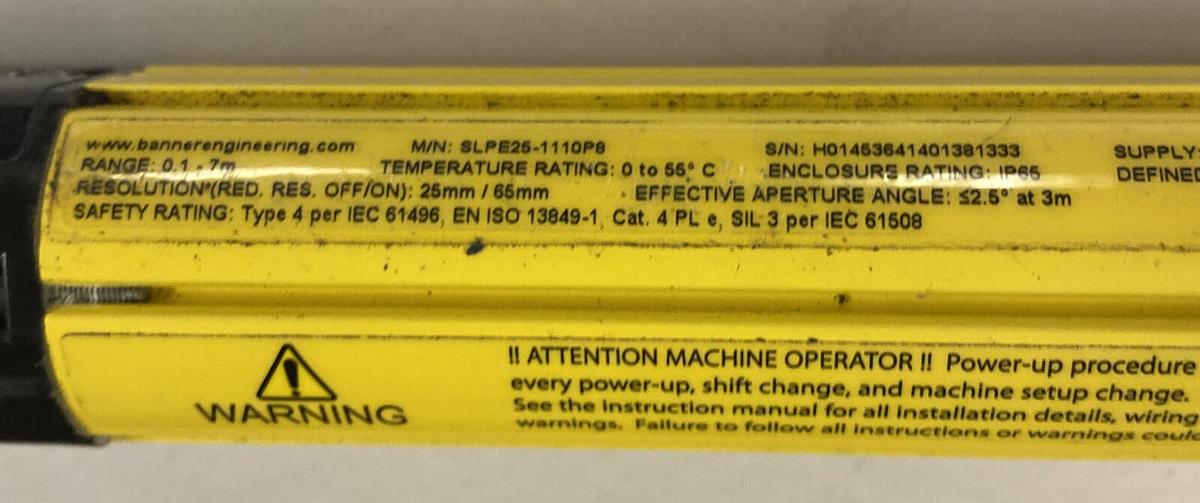 www.bannerengineering.com M/N: SLPE25-1110P8 S/N: H01453641401381333 SUPPLY:
RANGE: 0.1 - 7m TEMPERATURE RATING: 0 to 55° C ENCLOSURE RATING: IP65 DEFINED
RESOLUTION (RED. RES. OFF/ON): 25mm / 65mm EFFECTIVE APERTURE ANGLE: ≤2.5° at 3m
SAFETY RATING: Type 4 per IEC 61496, EN ISO 13849-1, Cat. 4 PL e, SIL 3 per IEC 61508
WARNING
!! ATTENTION MACHINE OPERATOR !! Power-up procedure
every power-up, shift change, and machine setup change.
See the instruction manual for all installation details, wiring
warnings. Failure to follow all instructions or warnings could